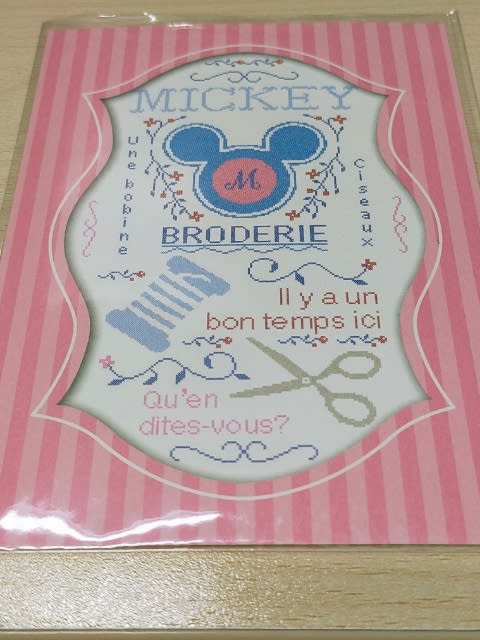 MICKEY
Une bobine
Ciseaux
M
BRODERIE
Il y a un
bon temps ici
Qu'en
dites-vous?